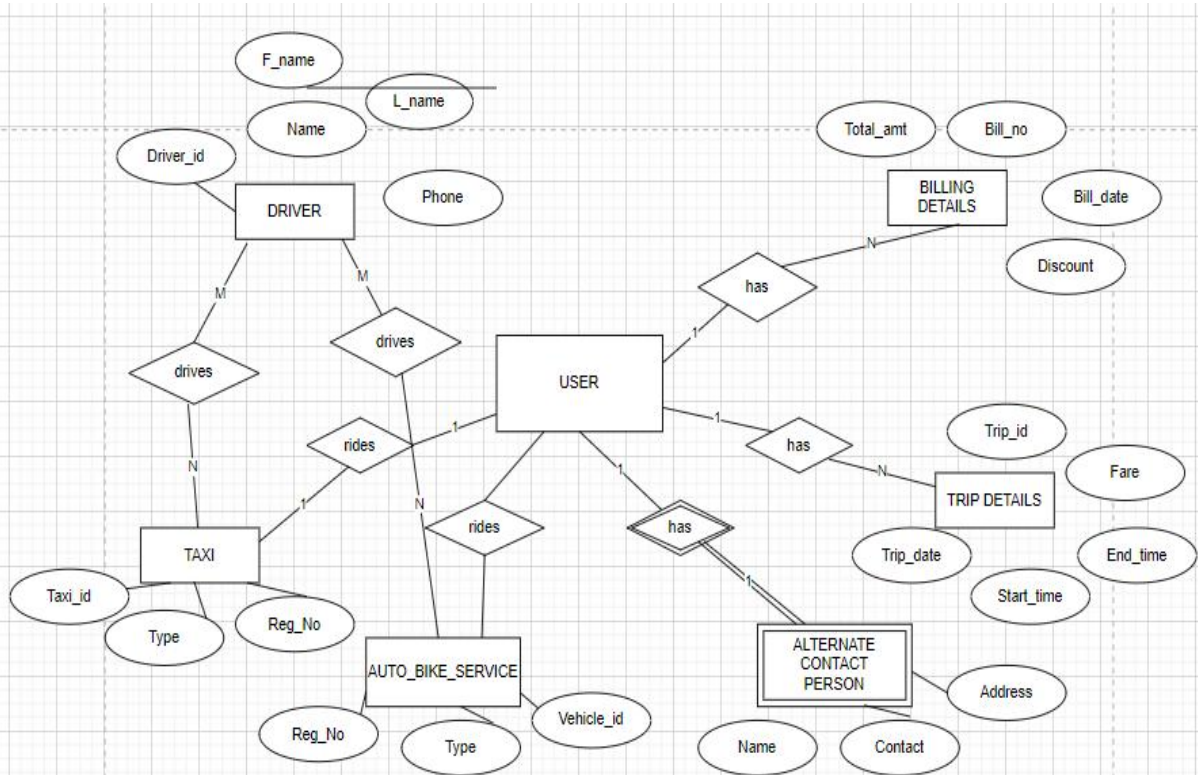 F_name
L_name
Name
Driver_id
DRIVER
Phone
Total_amt
Bill_no
BILLING
DETAILS
Bill_date
Discount
N
has
1
M
M
drives
drives
USER
1
rides
1
N
1
N
rides
1
has
N
Trip_id
Fare
TRIP DETAILS
Trip_date
End_time
Start_time
has
1
TAXI
Taxi_id
Type
Reg_No
AUTO_BIKE_SERVICE
Reg_No
Type
Vehicle_id
ALTERNATE
CONTACT
PERSON
Address
Name
Contact